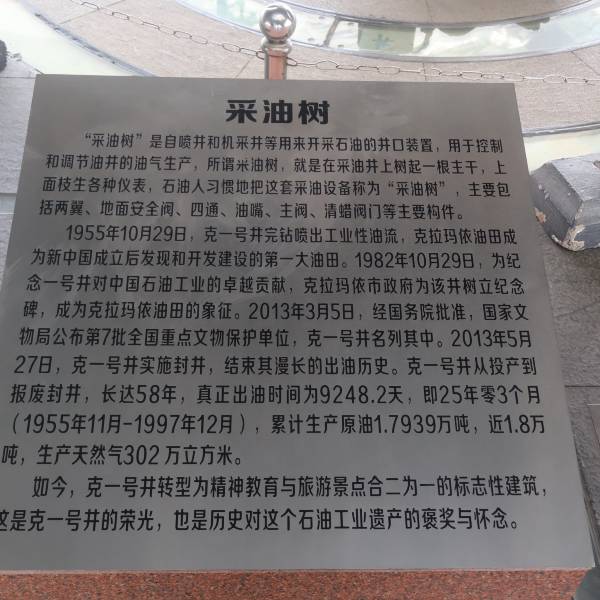 采油树
“采油树”是自喷井和机采井等用来开采石油的井口装置，用于控制
和调节油井的油气生产，所谓采油树，就是在采油井上树起一根主干，上
面枝生各种仪表，石油人习惯地把这套采油设备称为“采油树”，主要包
括两翼、地面安全阀、四通、油嘴、主阀、清蜡阀门等主要构件。
1955年10月29日，克一号井完钻喷出工业性油流，克拉玛依油田成
为新中国成立后发现和开发建设的第一大油田。1982年10月29日，为纪
念一号井对中国石油工业的卓越贡献，克拉玛依市政府为该井树立纪念
碑，成为克拉玛依油田的象征。2013年3月5日，经国务院批准，国家文
物局公布第7批全国重点文物保护单位，克一号井名列其中。2013年5月
27日，克一号井实施封井，结束其漫长的出油历史。克一号井从投产到
报废封井，长达58年，真正出油时间为9248.2天，即25年零3个月
（1955年11月-1997年12月），累计生产原油1.7939万吨，近1.8万
吨，生产天然气302万立方米。
如今，克一号井转型为精神教育与旅游景点合二为一的标志性建筑，
这是克一号井的荣光，也是历史对这个石油工业遗产的褒奖与怀念。